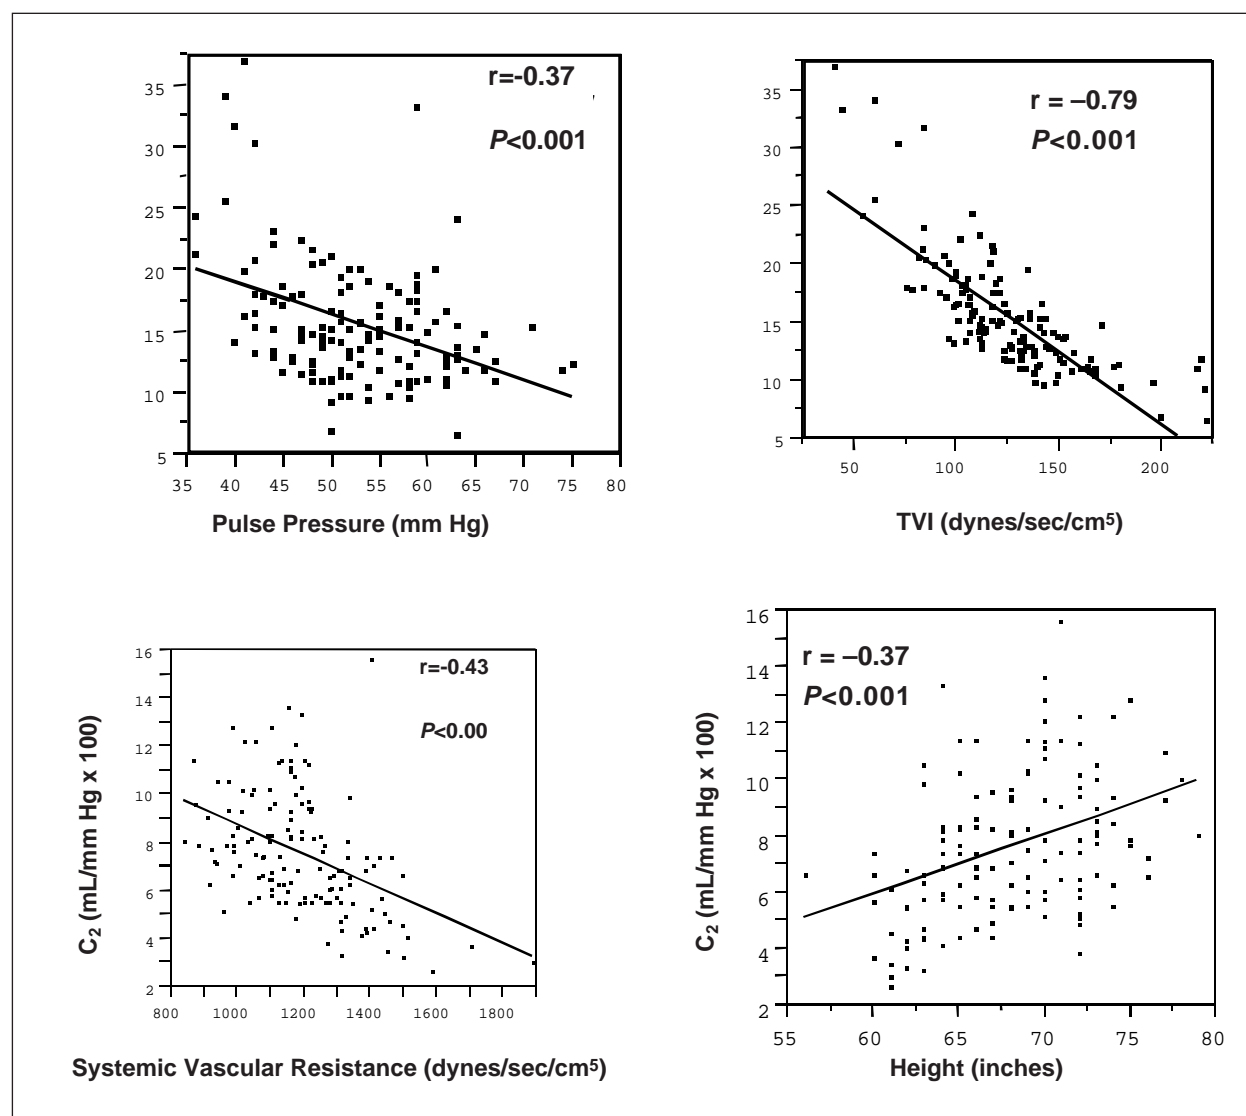 r=-0.37
P<0.001
35
30
25
20
15
10
5
35 40 45 50 55 60 65 70 75 80
Pulse Pressure (mm Hg)
r = –0.79
P<0.001
35
30
25
20
15
10
5
50 100 150 200
TVI (dynes/sec/cm⁵)
r=-0.43
P<0.00
16
14
12
10
8
6
4
2
800 1000 1200 1400 1600 1800
C₂ (mL/mm Hg x 100)
Systemic Vascular Resistance (dynes/sec/cm⁵)
r = –0.37
P<0.001
16
14
12
10
8
6
4
2
55 60 65 70 75 80
C₂ (mL/mm Hg x 100)
Height (inches)